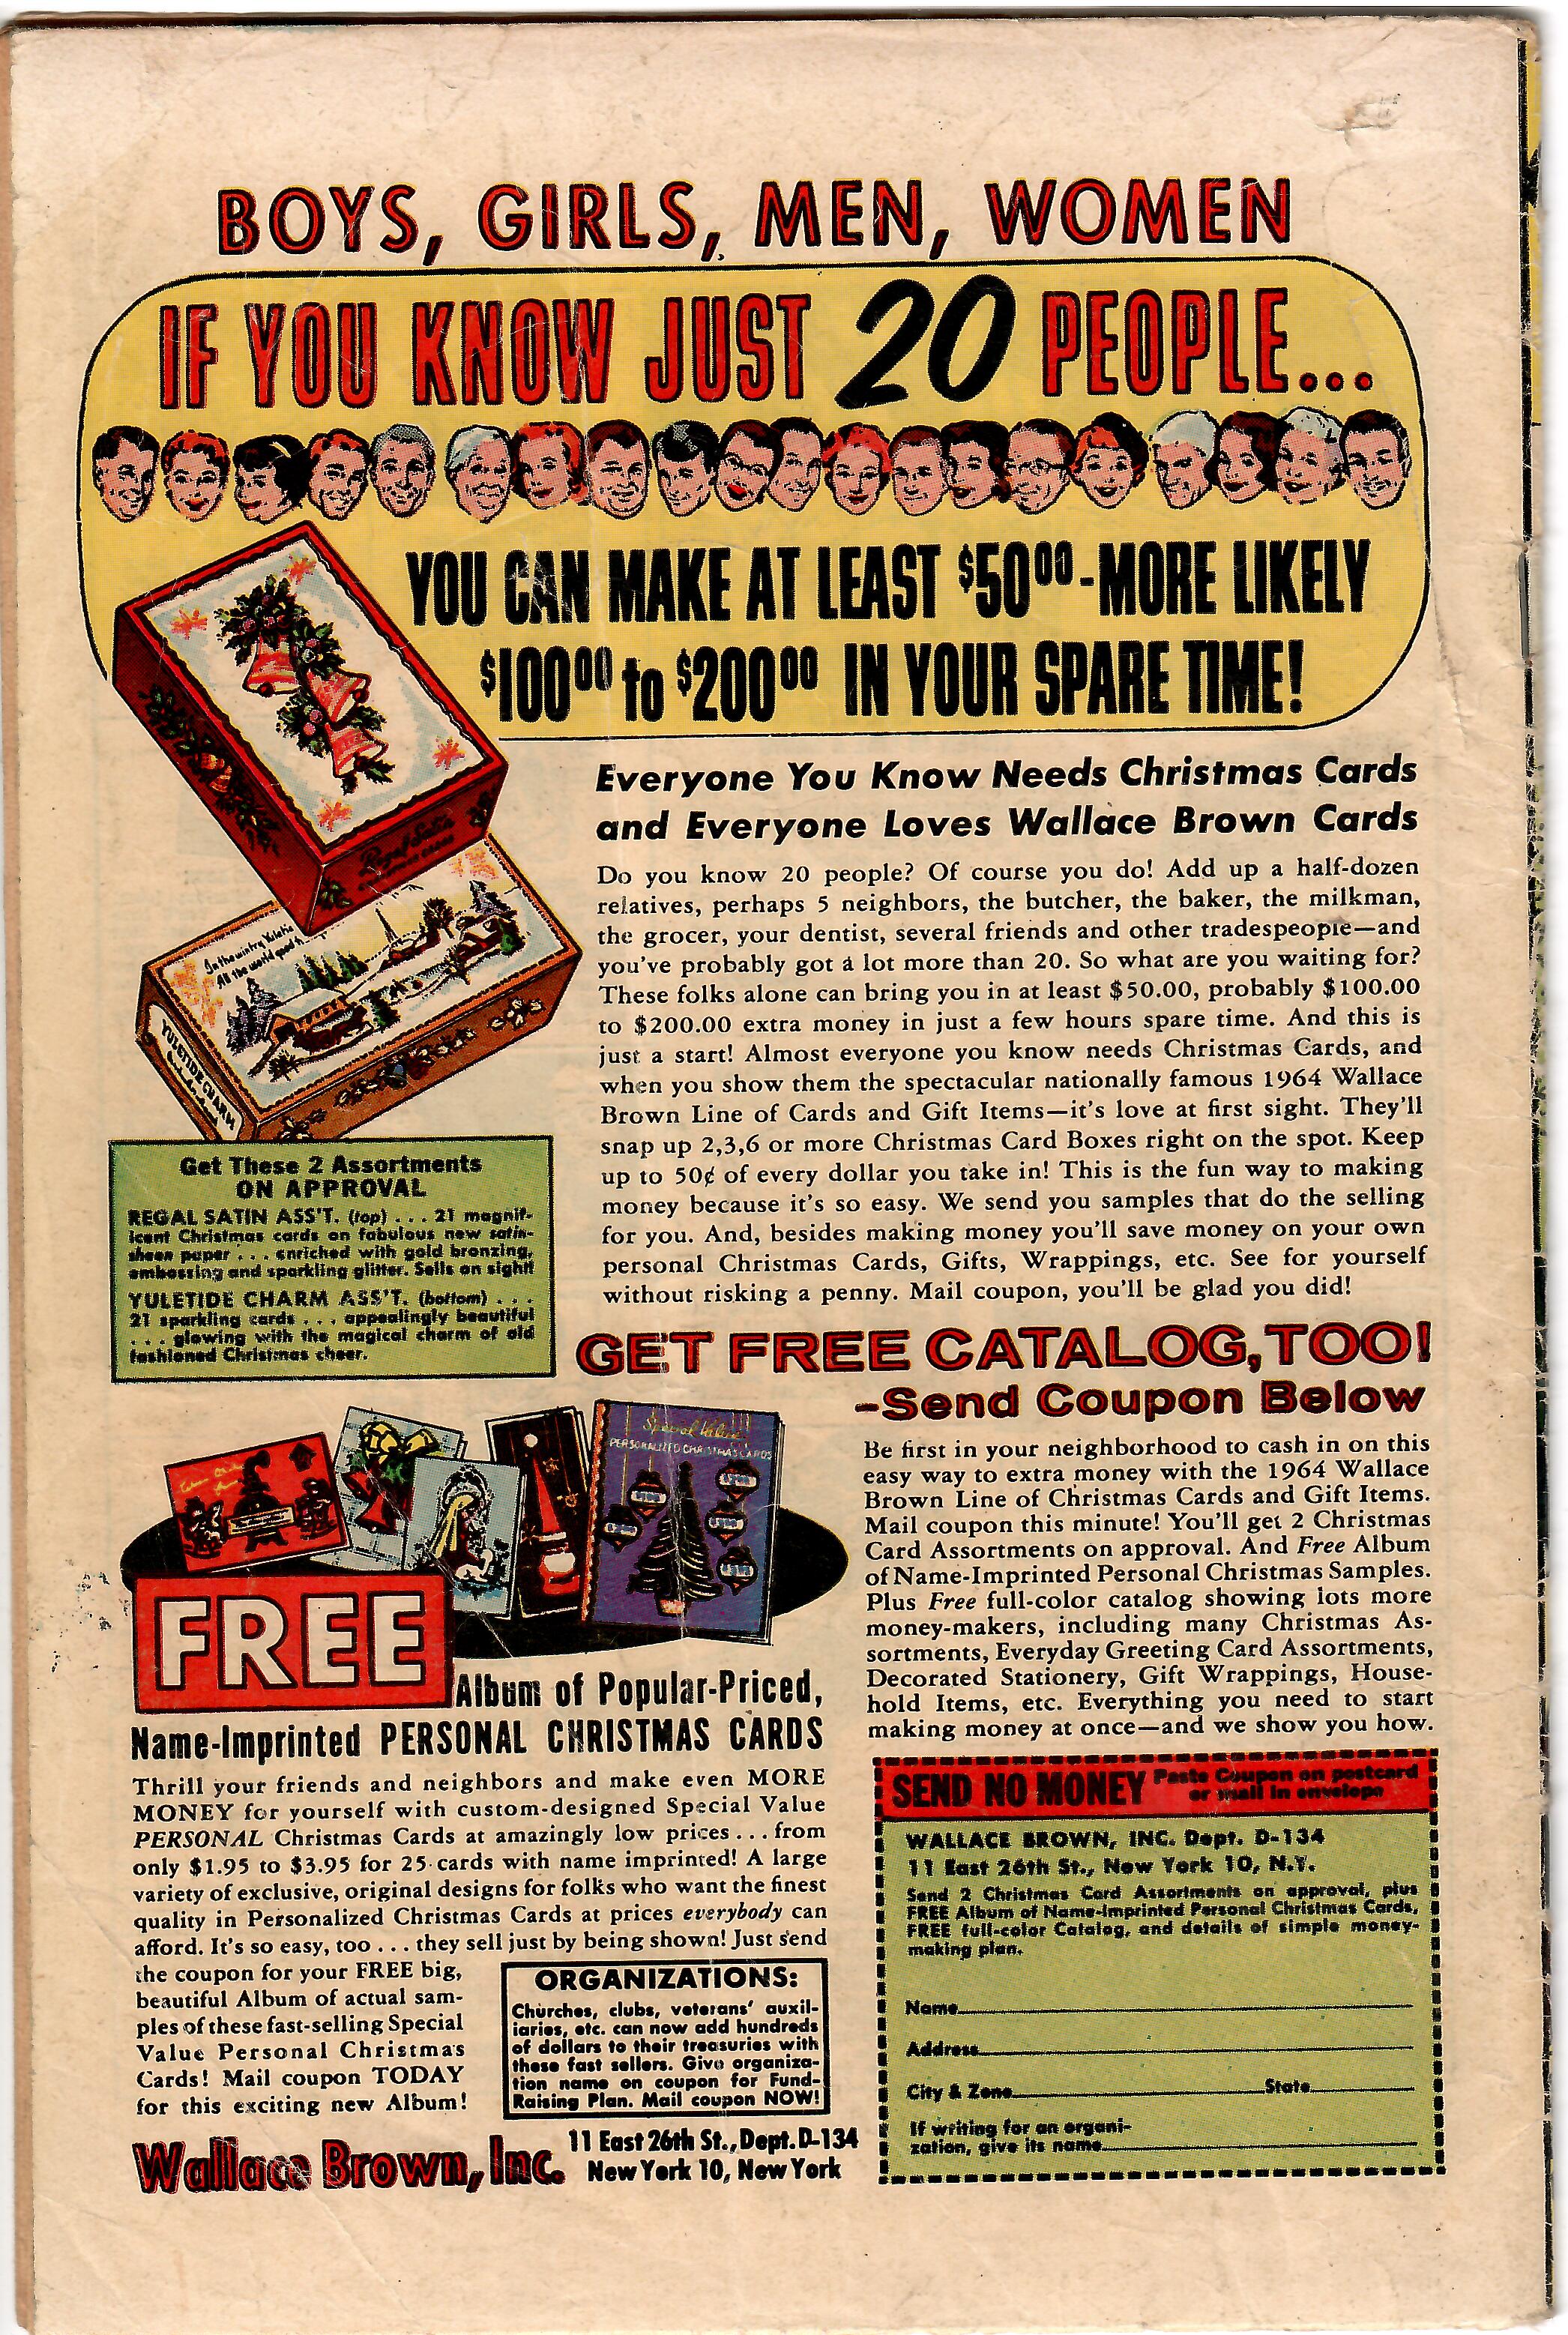 BOYS, GIRLS, MEN, WOMEN
IF YOU KNOW JUST 20 PEOPLE...
YOU CAN MAKE AT LEAST $5000-MORE LIKELY
$10000 to $20000 IN YOUR SPARE TIME!
Regal Satin
In the wintry Yuletide
All the world
YULETIDE CHARM
Everyone You Know Needs Christmas Cards
and Everyone Loves Wallace Brown Cards
Do you know 20 people? Of course you do! Add up a half-dozen
relatives, perhaps 5 neighbors, the butcher, the baker, the milkman,
the grocer, your dentist, several friends and other tradespeople—and
you've probably got a lot more than 20. So what are you waiting for?
These folks alone can bring you in at least $50.00, probably $100.00
to $200.00 extra money in just a few hours spare time. And this is
just a start! Almost everyone you know needs Christmas Cards, and
when you show them the spectacular nationally famous 1964 Wallace
Brown Line of Cards and Gift Items—it's love at first sight. They'll
snap up 2,3,6 or more Christmas Card Boxes right on the spot. Keep
up to 50¢ of every dollar you take in! This is the fun way to making
money because it's so easy. We send you samples that do the selling
for you. And, besides making money you'll save money on your own
personal Christmas Cards, Gifts, Wrappings, etc. See for yourself
without risking a penny. Mail coupon, you'll be glad you did!
Get These 2 Assortments
ON APPROVAL
REGAL SATIN ASS'T. (top) . . . 21 magnif-
icent Christmas cards on fabulous new satin-
sheen paper . . . enriched with gold bronzing,
embossing and sparkling glitter. Sells on sight!
YULETIDE CHARM ASS'T. (bottom) . . .
21 sparkling cards . . . appealingly beautiful
. . . glowing with the magical charm of old
fashioned Christmas cheer.
GET FREE CATALOG, TOO!
-Send Coupon Below
Be first in your neighborhood to cash in on this
easy way to extra money with the 1964 Wallace
Brown Line of Christmas Cards and Gift Items.
Mail coupon this minute! You'll get 2 Christmas
Card Assortments on approval. And Free Album
of Name-Imprinted Personal Christmas Samples.
Plus Free full-color catalog showing lots more
money-makers, including many Christmas As-
sortments, Everyday Greeting Card Assortments,
Decorated Stationery, Gift Wrappings, House-
hold Items, etc. Everything you need to start
making money at once—and we show you how.
Special Value
PERSONALIZED CHRISTMAS CARDS
FREE
Album of Popular-Priced,
Name-Imprinted PERSONAL CHRISTMAS CARDS
Thrill your friends and neighbors and make even MORE
MONEY for yourself with custom-designed Special Value
PERSONAL Christmas Cards at amazingly low prices . . . from
only $1.95 to $3.95 for 25 cards with name imprinted! A large
variety of exclusive, original designs for folks who want the finest
quality in Personalized Christmas Cards at prices everybody can
afford. It's so easy, too . . . they sell just by being shown! Just send
the coupon for your FREE big,
beautiful Album of actual sam-
ples of these fast-selling Special
Value Personal Christmas
Cards! Mail coupon TODAY
for this exciting new Album!
ORGANIZATIONS:
Churches, clubs, veterans' auxil-
iaries, etc. can now add hundreds
of dollars to their treasuries with
these fast sellers. Give organiza-
tion name on coupon for Fund-
Raising Plan. Mail coupon NOW!
Wallace Brown, Inc.
11 East 26th St., Dept. D-134
New York 10, New York
SEND NO MONEY Paste Coupon on postcard
or mail in envelope
WALLACE BROWN, INC. Dept. D-134
11 East 26th St., New York 10, N.Y.
Send 2 Christmas Card Assortments on approval, plus
FREE Album of Name-Imprinted Personal Christmas Cards,
FREE full-color Catalog, and details of simple money-
making plan.
Name
Address
City & Zone State
If writing for an organi-
zation, give its name